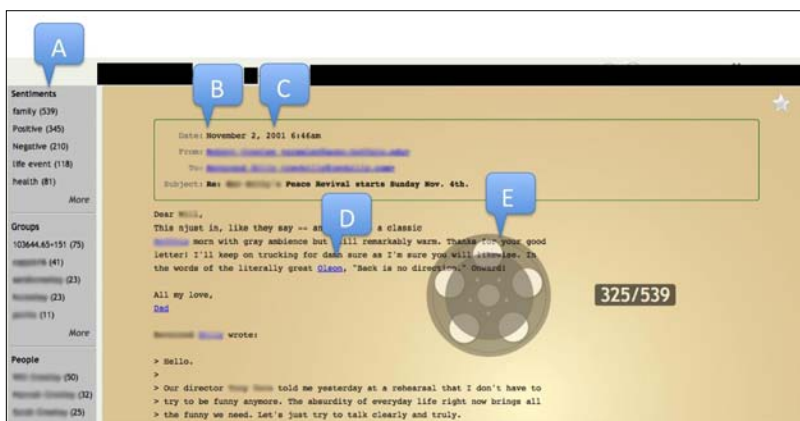 A
B
C
Sentiments
family (539)
Positive (345)
Negative (210)
life event (118)
health (81)
More
Groups
103644.65+151 (75)
(41)
(23)
(23)
(11)
More
People
(50)
(32)
(25)
Date: November 2, 2001 6:46am
From:
To:
Subject: Re: Peace Revival starts Sunday Nov. 4th.
E
D
Dear
This njust in, like they say -- a classic
morn with gray ambience but remarkably warm. Thanks for your good
letter! I'll keep on trucking for damn sure as I'm sure you will likewise. In
the words of the literally great Olson, "Back is no direction." Onward!
325/539
All my love,
Dad
wrote:
> Hello.
>
> Our director told me yesterday at a rehearsal that I don't have to
> try to be funny anymore. The absurdity of everyday life right now brings all
> the funny we need. Let's just try to talk clearly and truly.